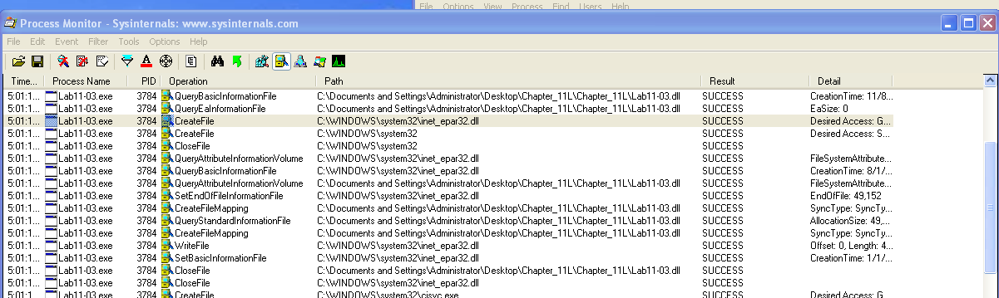 File Options View Process Find Users Help
Process Monitor - Sysinternals: www.sysinternals.com
File Edit Event Filter Tools Options Help
Time... Process Name PID Operation Path Result Detail
5:01:1... Lab11-03.exe 3784 QueryBasicInformationFile C:\Documents and Settings\Administrator\Desktop\Chapter_11L\Chapter_11L\Lab11-03.dll SUCCESS CreationTime: 11/8...
5:01:1... Lab11-03.exe 3784 QueryEaInformationFile C:\Documents and Settings\Administrator\Desktop\Chapter_11L\Chapter_11L\Lab11-03.dll SUCCESS EaSize: 0
5:01:1... Lab11-03.exe 3784 CreateFile C:\WINDOWS\system32\inet_epar32.dll SUCCESS Desired Access: G...
5:01:1... Lab11-03.exe 3784 CreateFile C:\WINDOWS\system32 SUCCESS Desired Access: S...
5:01:1... Lab11-03.exe 3784 CloseFile C:\WINDOWS\system32 SUCCESS
5:01:1... Lab11-03.exe 3784 QueryAttributeInformationVolume C:\WINDOWS\system32\inet_epar32.dll SUCCESS FileSystemAttribute...
5:01:1... Lab11-03.exe 3784 QueryBasicInformationFile C:\WINDOWS\system32\inet_epar32.dll SUCCESS CreationTime: 8/1/...
5:01:1... Lab11-03.exe 3784 QueryAttributeInformationVolume C:\Documents and Settings\Administrator\Desktop\Chapter_11L\Chapter_11L\Lab11-03.dll SUCCESS FileSystemAttribute...
5:01:1... Lab11-03.exe 3784 SetEndOfFileInformationFile C:\WINDOWS\system32\inet_epar32.dll SUCCESS EndOfFile: 49,152
5:01:1... Lab11-03.exe 3784 CreateFileMapping C:\Documents and Settings\Administrator\Desktop\Chapter_11L\Chapter_11L\Lab11-03.dll SUCCESS SyncType: SyncTy...
5:01:1... Lab11-03.exe 3784 QueryStandardInformationFile C:\Documents and Settings\Administrator\Desktop\Chapter_11L\Chapter_11L\Lab11-03.dll SUCCESS AllocationSize: 49,...
5:01:1... Lab11-03.exe 3784 CreateFileMapping C:\Documents and Settings\Administrator\Desktop\Chapter_11L\Chapter_11L\Lab11-03.dll SUCCESS SyncType: SyncTy...
5:01:1... Lab11-03.exe 3784 WriteFile C:\WINDOWS\system32\inet_epar32.dll SUCCESS Offset: 0, Length: 4...
5:01:1... Lab11-03.exe 3784 SetBasicInformationFile C:\WINDOWS\system32\inet_epar32.dll SUCCESS CreationTime: 1/1/...
5:01:1... Lab11-03.exe 3784 CloseFile C:\Documents and Settings\Administrator\Desktop\Chapter_11L\Chapter_11L\Lab11-03.dll SUCCESS
5:01:1... Lab11-03.exe 3784 CloseFile C:\WINDOWS\system32\inet_epar32.dll SUCCESS
5:01:1... Lab11-03.exe 3784 CreateFile C:\WINDOWS\system32\cisvc.exe SUCCESS Desired Access: G...